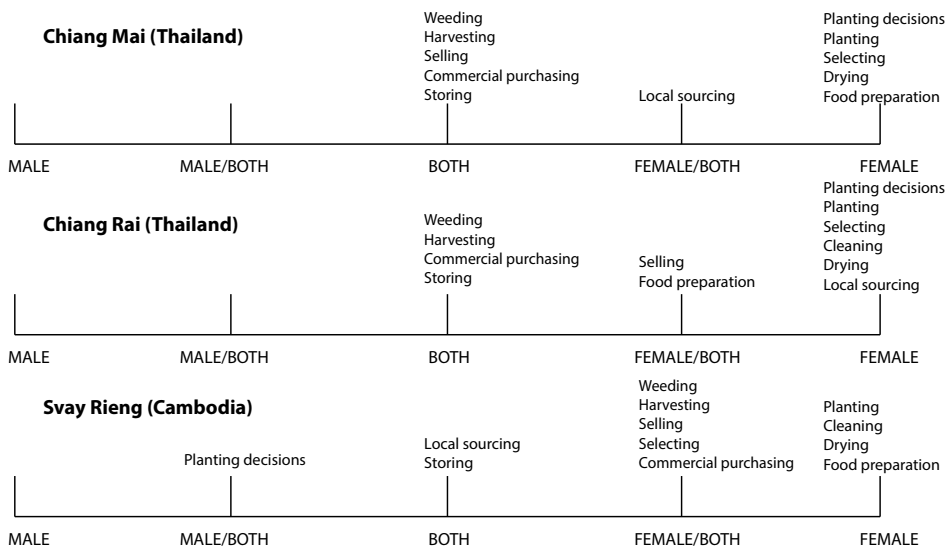 Chiang Mai (Thailand)
Weeding
Harvesting
Selling
Commercial purchasing
Storing
Local sourcing
Planting decisions
Planting
Selecting
Drying
Food preparation
MALE
MALE/BOTH
BOTH
FEMALE/BOTH
FEMALE
Chiang Rai (Thailand)
Weeding
Harvesting
Commercial purchasing
Storing
Selling
Food preparation
Planting decisions
Planting
Selecting
Cleaning
Drying
Local sourcing
MALE
MALE/BOTH
BOTH
FEMALE/BOTH
FEMALE
Svay Rieng (Cambodia)
Planting decisions
Local sourcing
Storing
Weeding
Harvesting
Selling
Selecting
Commercial purchasing
Planting
Cleaning
Drying
Food preparation
MALE
MALE/BOTH
BOTH
FEMALE/BOTH
FEMALE